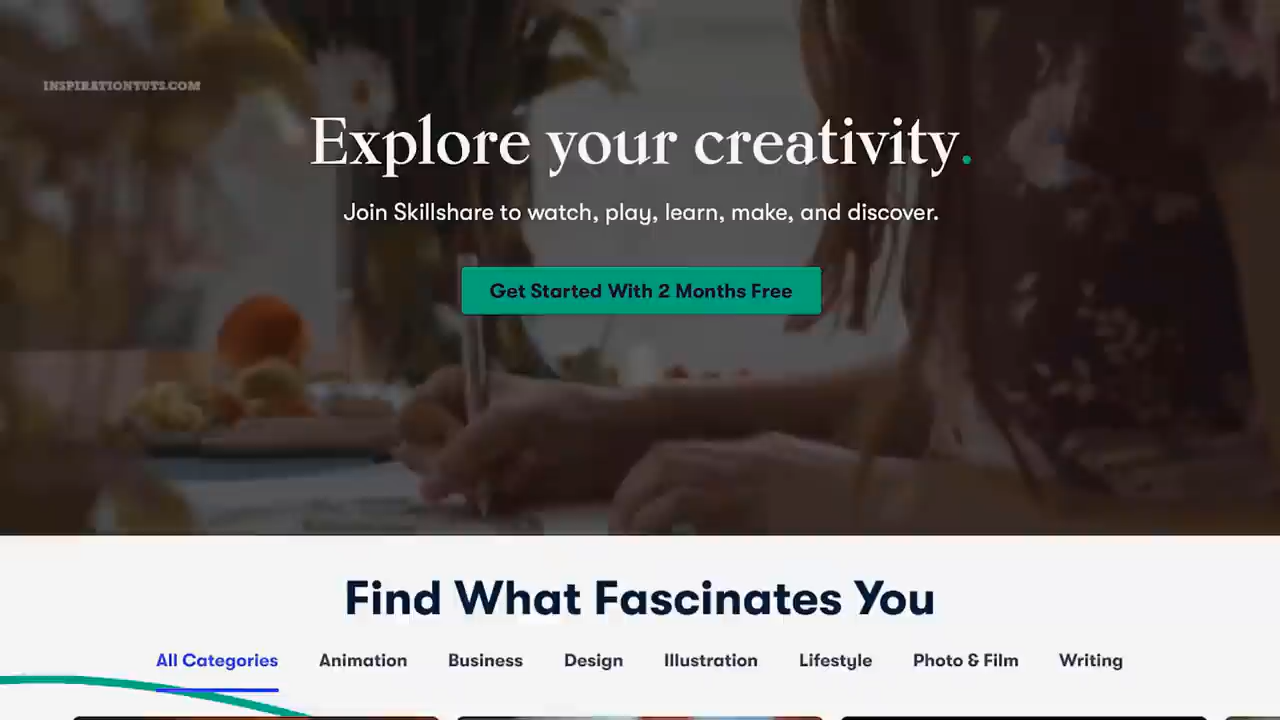 INSPIRATIONTUTS.COM
Explore your creativity.
Join Skillshare to watch, play, learn, make, and discover.
Get Started With 2 Months Free
Find What Fascinates You
All Categories Animation Business Design Illustration Lifestyle Photo & Film Writing